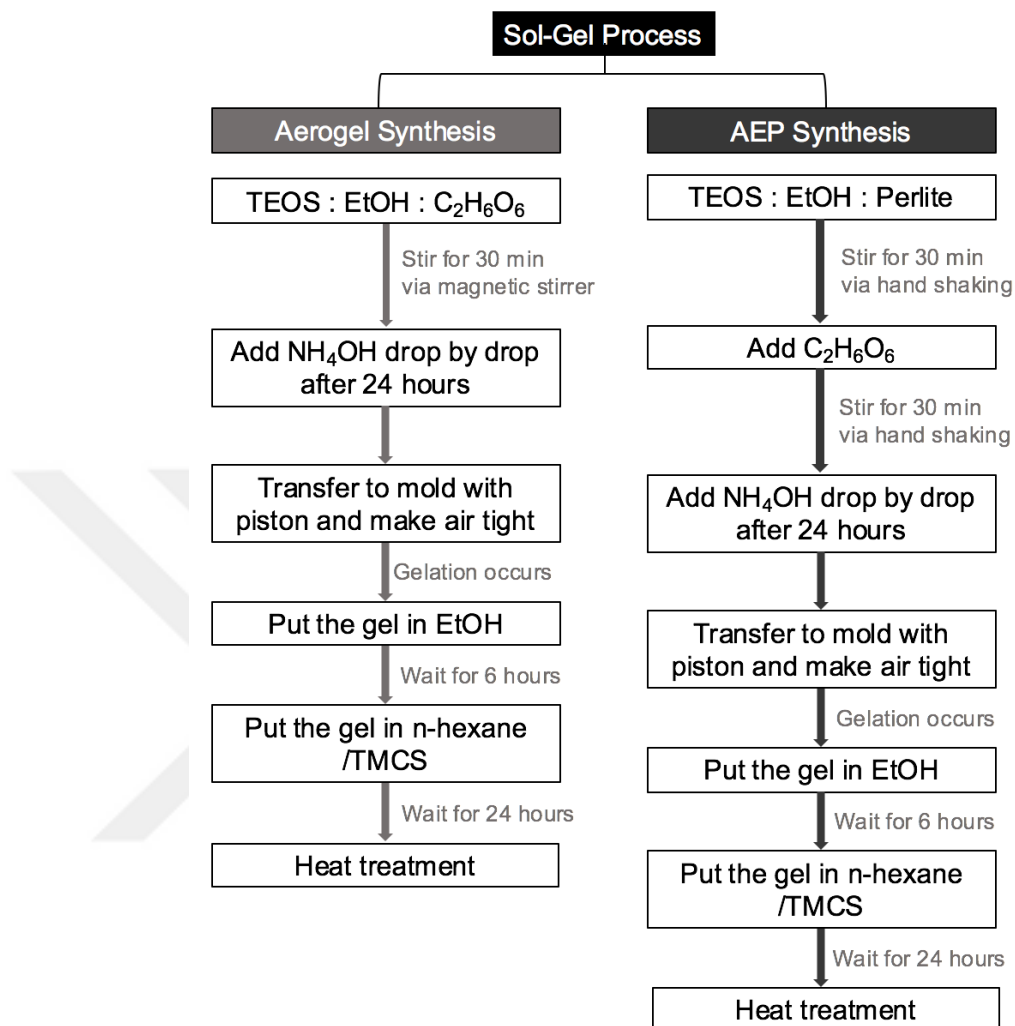 Sol-Gel Process
Aerogel Synthesis
TEOS : EtOH : C₂H₆O₆
Stir for 30 min
via magnetic stirrer
Add NH₄OH drop by drop
after 24 hours
Transfer to mold with
piston and make air tight
Gelation occurs
Put the gel in EtOH
Wait for 6 hours
Put the gel in n-hexane
/TMCS
Wait for 24 hours
Heat treatment
AEP Synthesis
TEOS : EtOH : Perlite
Stir for 30 min
via hand shaking
Add C₂H₆O₆
Stir for 30 min
via hand shaking
Add NH₄OH drop by drop
after 24 hours
Transfer to mold with
piston and make air tight
Gelation occurs
Put the gel in EtOH
Wait for 6 hours
Put the gel in n-hexane
/TMCS
Wait for 24 hours
Heat treatment